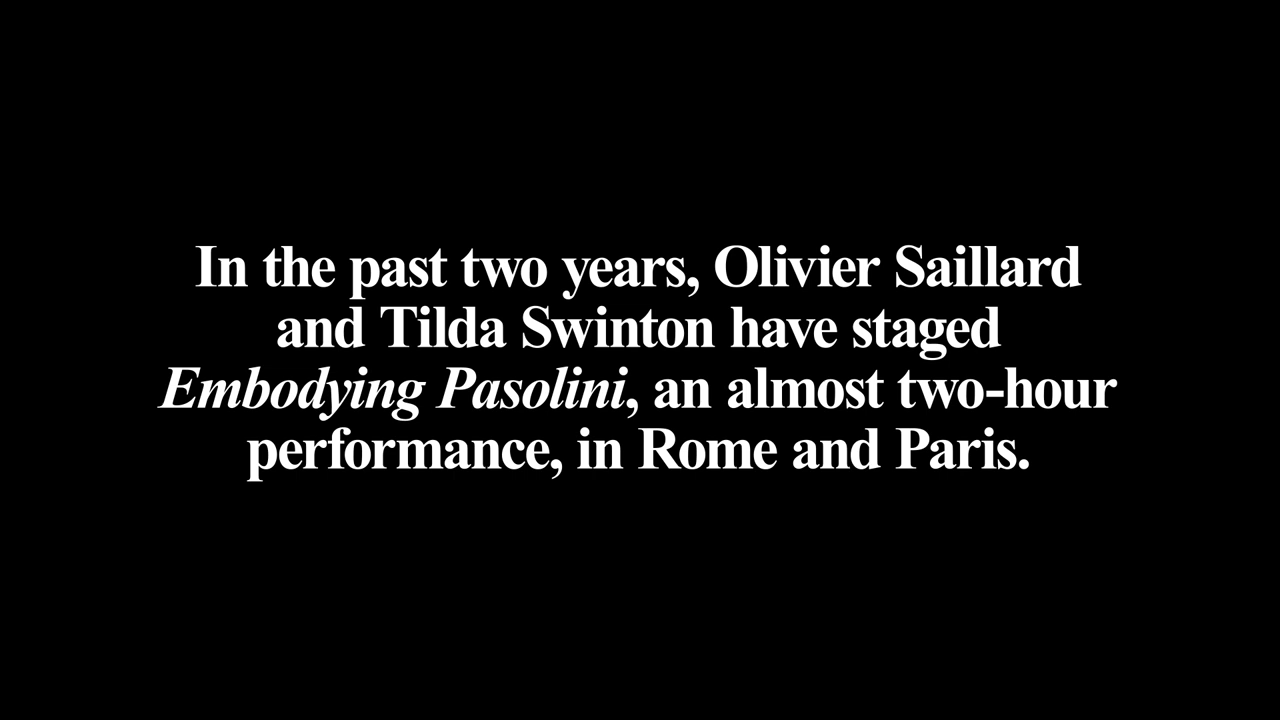 In the past two years, Olivier Saillard
and Tilda Swinton have staged
Embodying Pasolini, an almost two-hour
performance, in Rome and Paris.